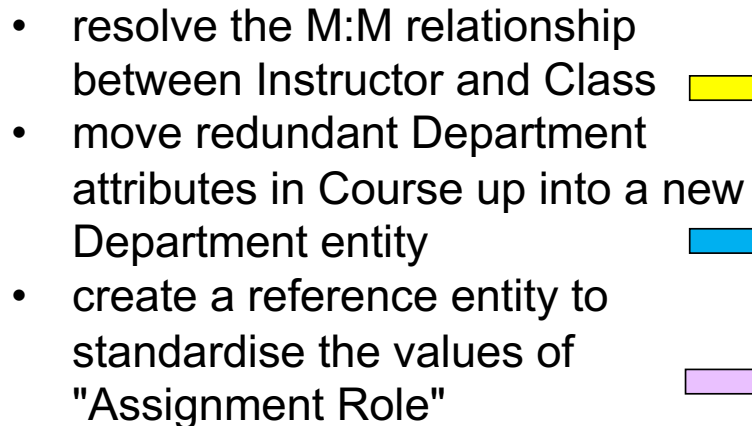 • resolve the M:M relationship
between Instructor and Class
• move redundant Department
attributes in Course up into a new
Department entity
• create a reference entity to
standardise the values of
"Assignment Role"